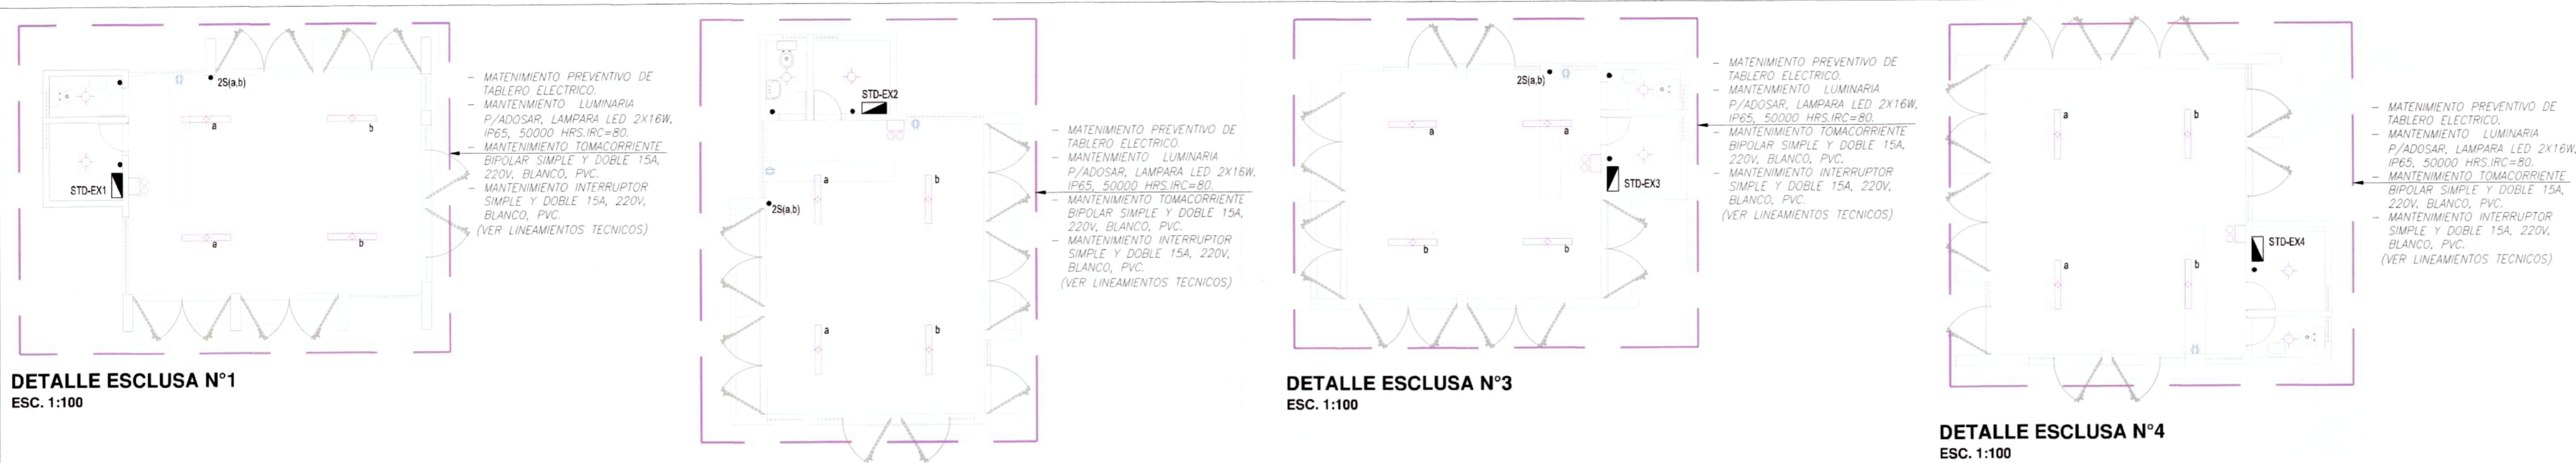 2S(a,b)
a
b
STD-EX1
a
b
- MATENIMIENTO PREVENTIVO DE
TABLERO ELECTRICO.
- MANTENMIENTO LUMINARIA
P/ADOSAR, LAMPARA LED 2X16W,
IP65, 50000 HRS.IRC=80.
- MANTENIMIENTO TOMACORRIENTE
BIPOLAR SIMPLE Y DOBLE 15A,
220V, BLANCO, PVC.
- MANTENIMIENTO INTERRUPTOR
SIMPLE Y DOBLE 15A, 220V,
BLANCO, PVC.
(VER LINEAMIENTOS TECNICOS)
DETALLE ESCLUSA N°1
ESC. 1:100
STD-EX2
a
b
2S(a,b)
a
b
- MATENIMIENTO PREVENTIVO DE
TABLERO ELECTRICO.
- MANTENMIENTO LUMINARIA
P/ADOSAR, LAMPARA LED 2X16W,
IP65, 50000 HRS.IRC=80.
- MANTENIMIENTO TOMACORRIENTE
BIPOLAR SIMPLE Y DOBLE 15A,
220V, BLANCO, PVC.
- MANTENIMIENTO INTERRUPTOR
SIMPLE Y DOBLE 15A, 220V,
BLANCO, PVC.
(VER LINEAMIENTOS TECNICOS)
2S(a,b)
a
a
STD-EX3
b
b
- MATENIMIENTO PREVENTIVO DE
TABLERO ELECTRICO.
- MANTENMIENTO LUMINARIA
P/ADOSAR, LAMPARA LED 2X16W,
IP65, 50000 HRS.IRC=80.
- MANTENIMIENTO TOMACORRIENTE
BIPOLAR SIMPLE Y DOBLE 15A,
220V, BLANCO, PVC.
- MANTENIMIENTO INTERRUPTOR
SIMPLE Y DOBLE 15A, 220V,
BLANCO, PVC.
(VER LINEAMIENTOS TECNICOS)
DETALLE ESCLUSA N°3
ESC. 1:100
a
b
STD-EX4
a
b
- MATENIMIENTO PREVENTIVO DE
TABLERO ELECTRICO.
- MANTENMIENTO LUMINARIA
P/ADOSAR, LAMPARA LED 2X16W,
IP65, 50000 HRS.IRC=80.
- MANTENIMIENTO TOMACORRIENTE
BIPOLAR SIMPLE Y DOBLE 15A,
220V, BLANCO, PVC.
- MANTENIMIENTO INTERRUPTOR
SIMPLE Y DOBLE 15A, 220V,
BLANCO, PVC.
(VER LINEAMIENTOS TECNICOS)
DETALLE ESCLUSA N°4
ESC. 1:100